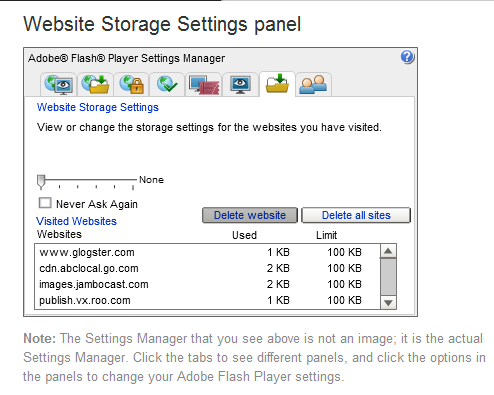 Website Storage Settings panel
Adobe® Flash® Player Settings Manager
?
Website Storage Settings
View or change the storage settings for the websites you have visited.
None
Never Ask Again
Visited Websites
Delete website
Delete all sites
Websites Used Limit
www.glogster.com 1 KB 100 KB
cdn.abclocal.go.com 2 KB 100 KB
images.jambocast.com 2 KB 100 KB
publish.vx.roo.com 1 KB 100 KB
Note: The Settings Manager that you see above is not an image; it is the actual
Settings Manager. Click the tabs to see different panels, and click the options in
the panels to change your Adobe Flash Player settings.